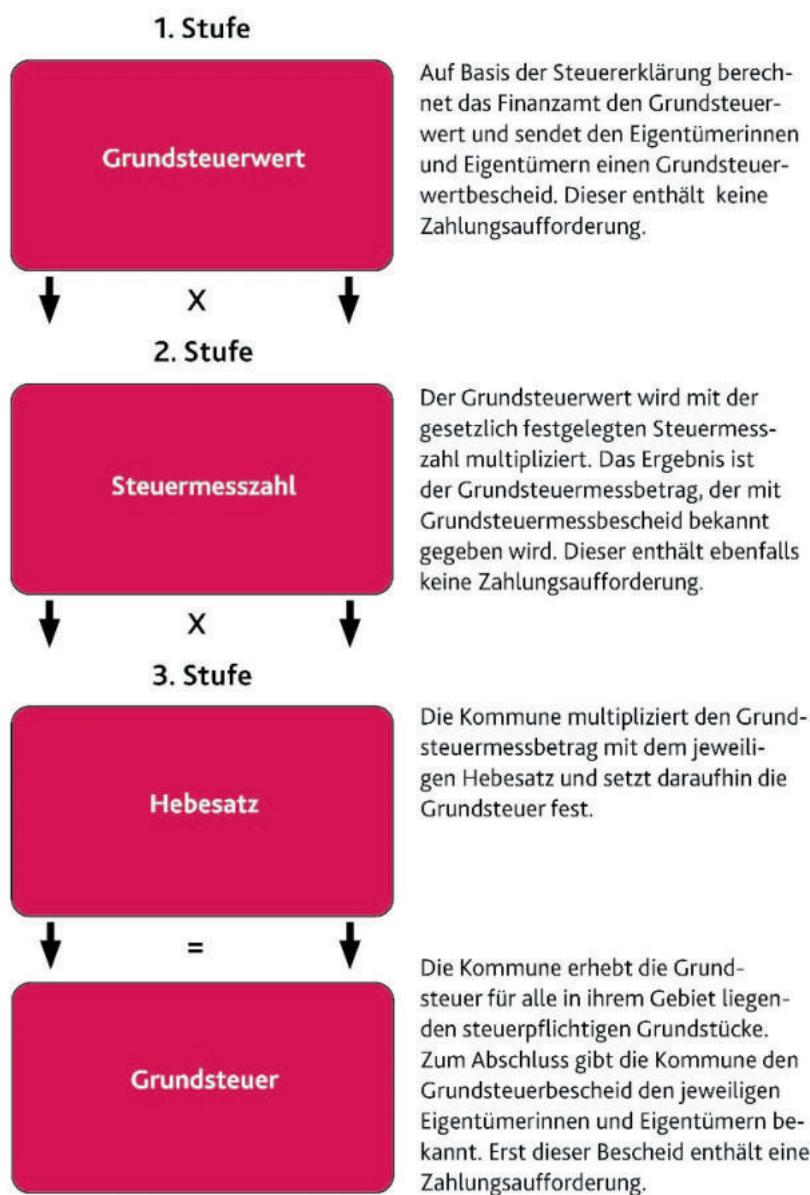 1. Stufe
Grundsteuerwert
Auf Basis der Steuererklärung berech-
net das Finanzamt den Grundsteuer-
wert und sendet den Eigentümerinnen
und Eigentümern einen Grundsteuer-
wertbescheid. Dieser enthält keine
Zahlungsaufforderung.
X
2. Stufe
Steuermesszahl
Der Grundsteuerwert wird mit der
gesetzlich festgelegten Steuermess-
zahl multipliziert. Das Ergebnis ist
der Grundsteuermessbetrag, der mit
Grundsteuermessbescheid bekannt
gegeben wird. Dieser enthält ebenfalls
keine Zahlungsaufforderung.
X
3. Stufe
Hebesatz
Die Kommune multipliziert den Grund-
steuermessbetrag mit dem jeweili-
gen Hebesatz und setzt daraufhin die
Grundsteuer fest.
=
Grundsteuer
Die Kommune erhebt die Grund-
steuer für alle in ihrem Gebiet liegen-
den steuerpflichtigen Grundstücke.
Zum Abschluss gibt die Kommune den
Grundsteuerbescheid den jeweiligen
Eigentümerinnen und Eigentümern be-
kannt. Erst dieser Bescheid enthält eine
Zahlungsaufforderung.